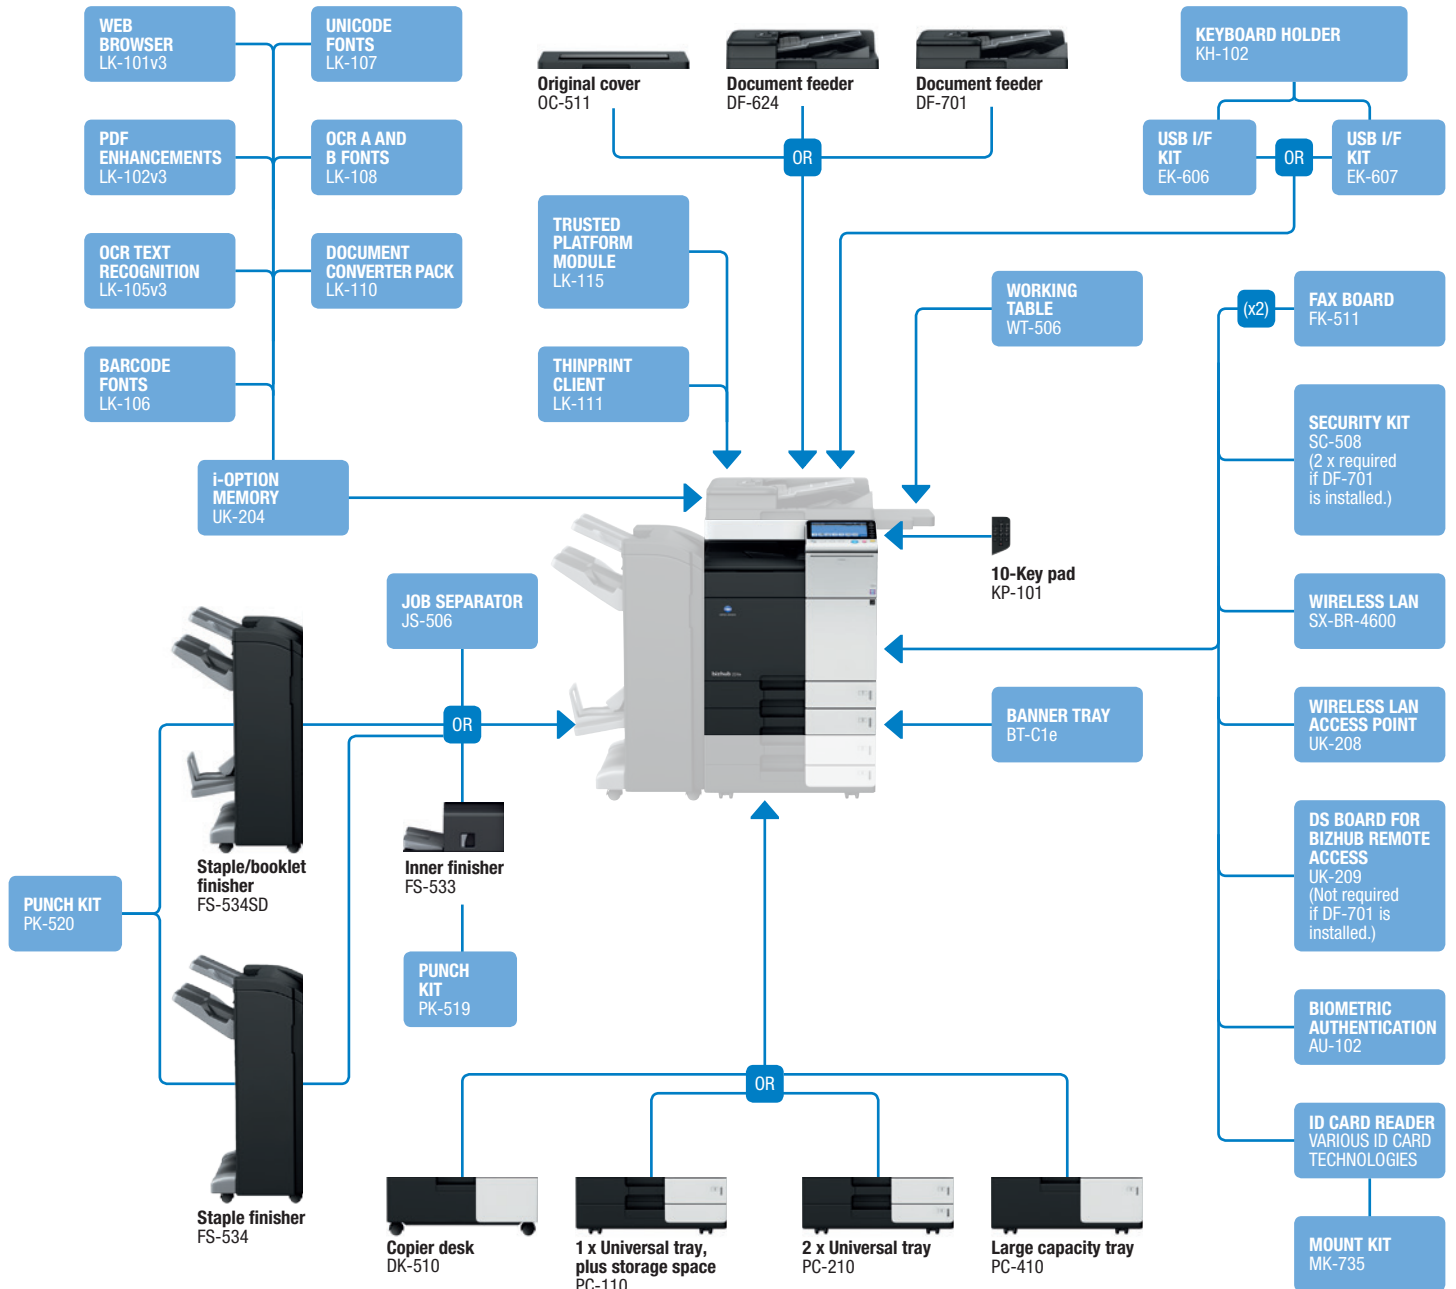 WEB
BROWSER
LK-101v3
UNICODE
FONTS
LK-107
PDF
ENHANCEMENTS
LK-102v3
OCR A AND
B FONTS
LK-108
OCR TEXT
RECOGNITION
LK-105v3
DOCUMENT
CONVERTER PACK
LK-110
BARCODE
FONTS
LK-106
i-OPTION
MEMORY
UK-204
Original cover
OC-511
Document feeder
DF-624
Document feeder
DF-701
OR
TRUSTED
PLATFORM
MODULE
LK-115
THINPRINT
CLIENT
LK-111
KEYBOARD HOLDER
KH-102
USB I/F
KIT
EK-606
OR
USB I/F
KIT
EK-607
WORKING
TABLE
WT-506
10-Key pad
KP-101
(x2)
FAX BOARD
FK-511
SECURITY KIT
SC-508
(2 x required
if DF-701
is installed.)
WIRELESS LAN
SX-BR-4600
WIRELESS LAN
ACCESS POINT
UK-208
DS BOARD FOR
BIZHUB REMOTE
ACCESS
UK-209
(Not required
if DF-701 is
installed.)
BIOMETRIC
AUTHENTICATION
AU-102
ID CARD READER
VARIOUS ID CARD
TECHNOLOGIES
MOUNT KIT
MK-735
BANNER TRAY
BT-C1e
bizhub
JOB SEPARATOR
JS-506
OR
Inner finisher
FS-533
PUNCH
KIT
PK-519
Staple/booklet
finisher
FS-534SD
PUNCH KIT
PK-520
Staple finisher
FS-534
OR
Copier desk
DK-510
1 x Universal tray,
plus storage space
PC-110
2 x Universal tray
PC-210
Large capacity tray
PC-410